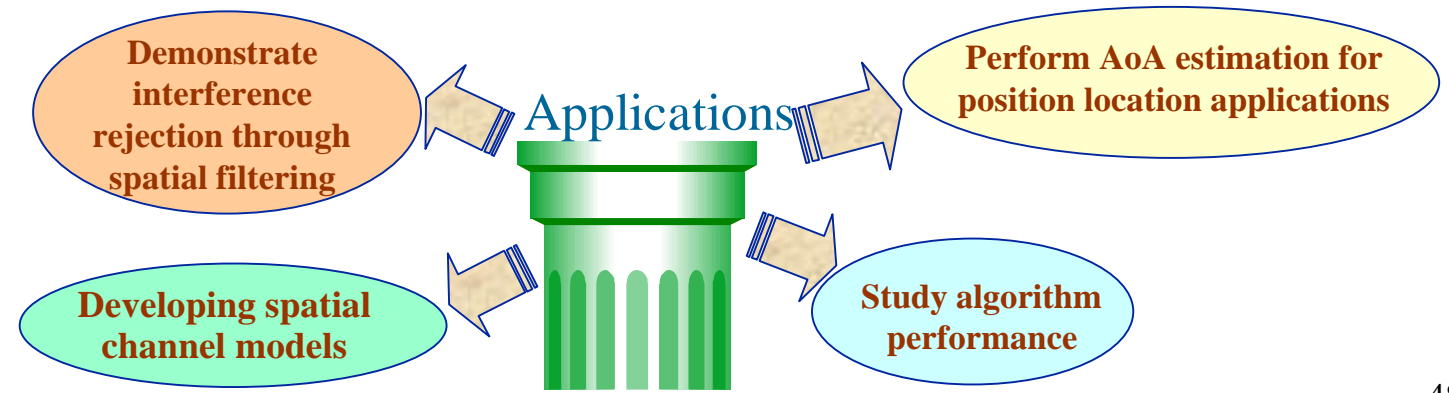 Demonstrate
interference
rejection through
spatial filtering
Applications
Perform AoA estimation for
position location applications
Developing spatial
channel models
Study algorithm
performance